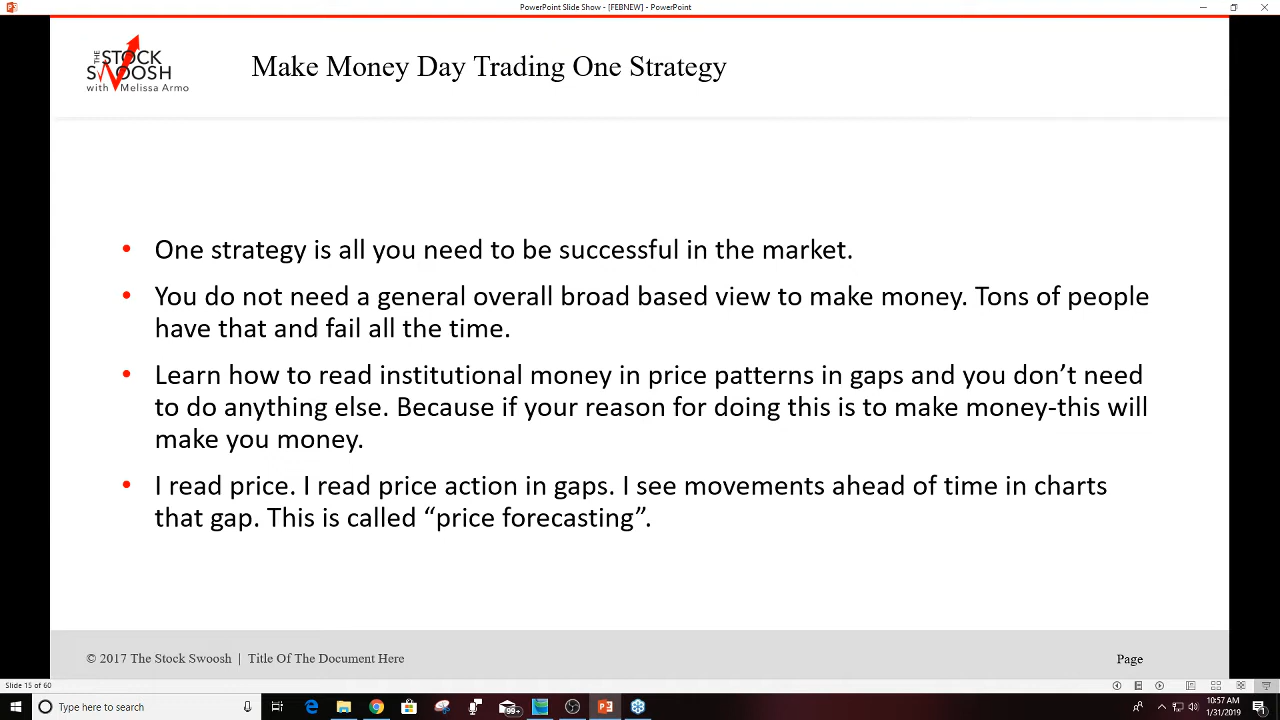 PowerPoint Slide Show - [FEBNEW] - PowerPoint
THE
STOCK
SWOOSH
with Melissa Armo
Make Money Day Trading One Strategy
• One strategy is all you need to be successful in the market.
• You do not need a general overall broad based view to make money. Tons of people
have that and fail all the time.
• Learn how to read institutional money in price patterns in gaps and you don’t need
to do anything else. Because if your reason for doing this is to make money-this will
make you money.
• I read price. I read price action in gaps. I see movements ahead of time in charts
that gap. This is called “price forecasting”.
© 2017 The Stock Swoosh | Title Of The Document Here
Page
Slide 15 of 60
Type here to search
99+
10:57 AM
1/31/2019